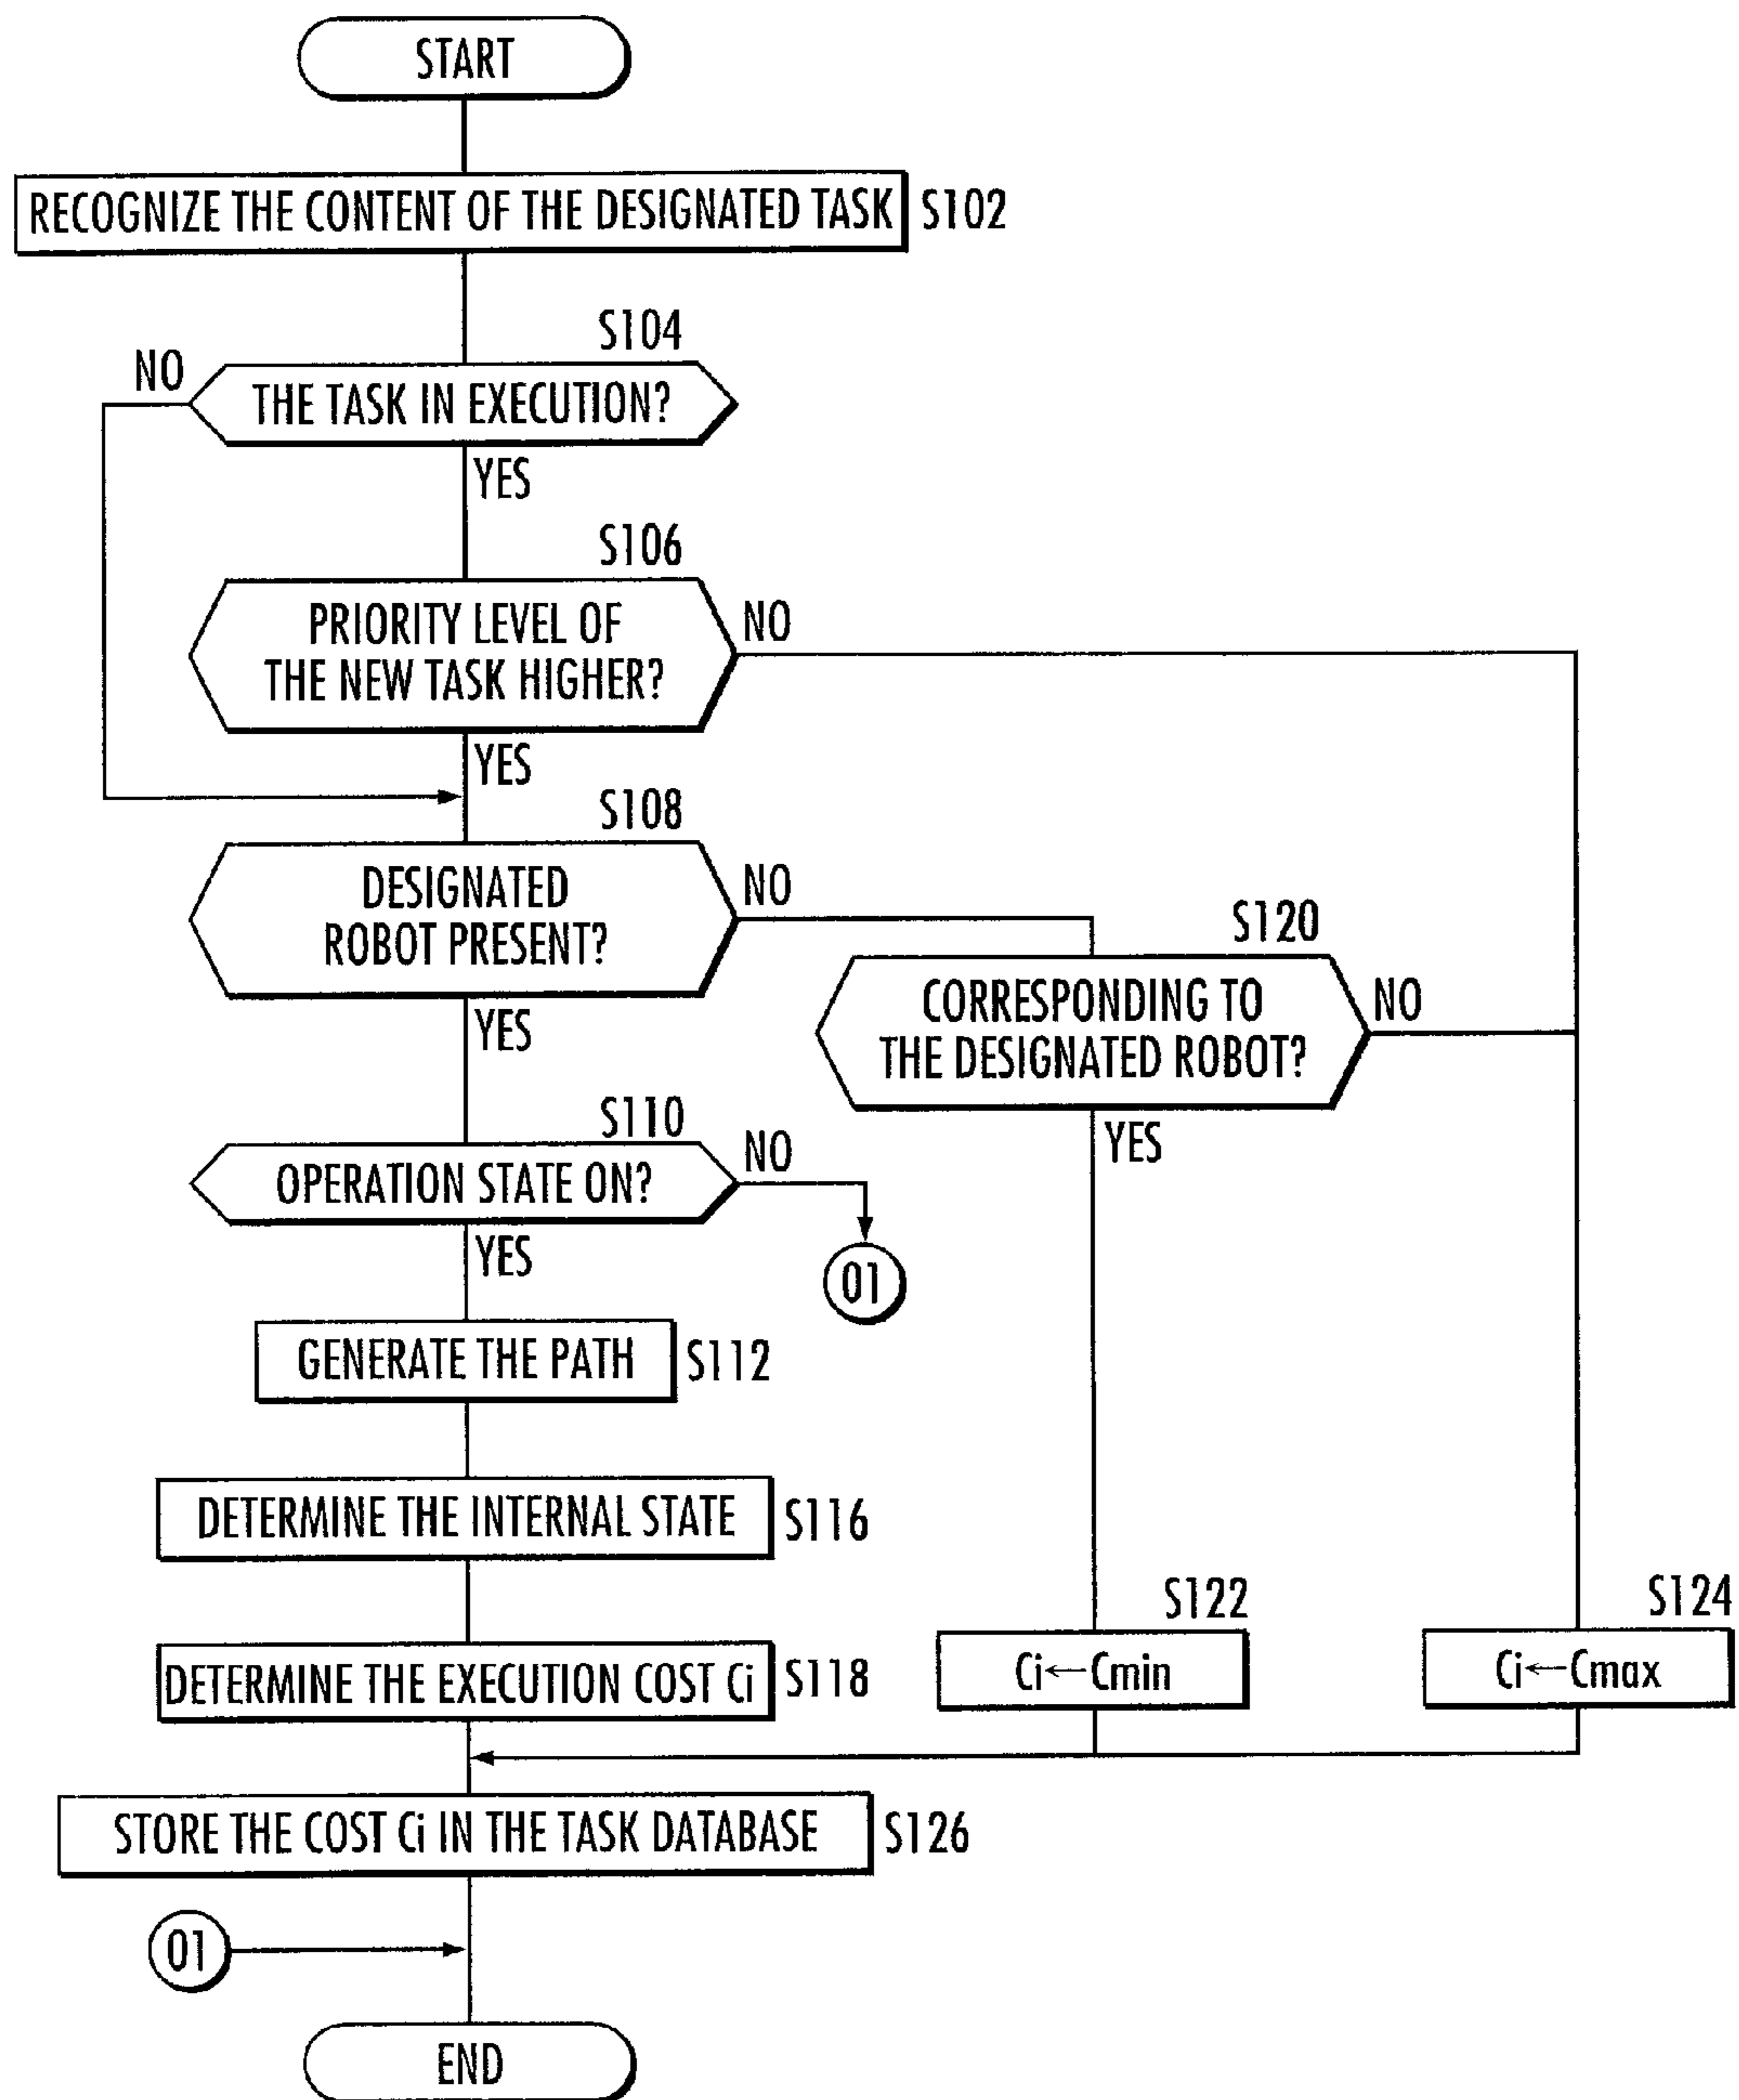 START
RECOGNIZE THE CONTENT OF THE DESIGNATED TASK
S102
S104
NO
THE TASK IN EXECUTION?
YES
S106
PRIORITY LEVEL OF
THE NEW TASK HIGHER?
NO
YES
S108
DESIGNATED
ROBOT PRESENT?
NO
YES
S120
CORRESPONDING TO
THE DESIGNATED ROBOT?
NO
YES
S110
OPERATION STATE ON?
NO
YES
01
GENERATE THE PATH
S112
DETERMINE THE INTERNAL STATE
S116
DETERMINE THE EXECUTION COST Ci
S118
S122
Ci←Cmin
S124
Ci←Cmax
STORE THE COST Ci IN THE TASK DATABASE
S126
01
END